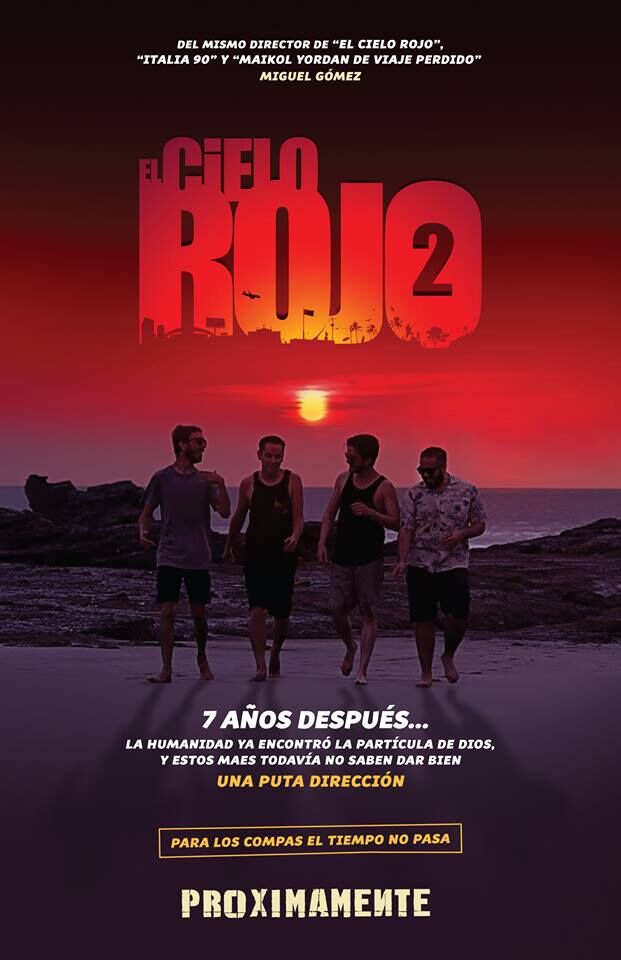 DEL MISMO DIRECTOR DE “EL CIELO ROJO”,
“ITALIA 90” Y “MAIKOL YORDAN DE VIAJE PERDIDO”
MIGUEL GÓMEZ
EL CiELO
ROJO 2
7 AÑOS DESPUÉS...
LA HUMANIDAD YA ENCONTRÓ LA PARTÍCULA DE DIOS,
Y ESTOS MAES TODAVÍA NO SABEN DAR BIEN
UNA PUTA DIRECCIÓN
PARA LOS COMPAS EL TIEMPO NO PASA
PROXIMAMENTE